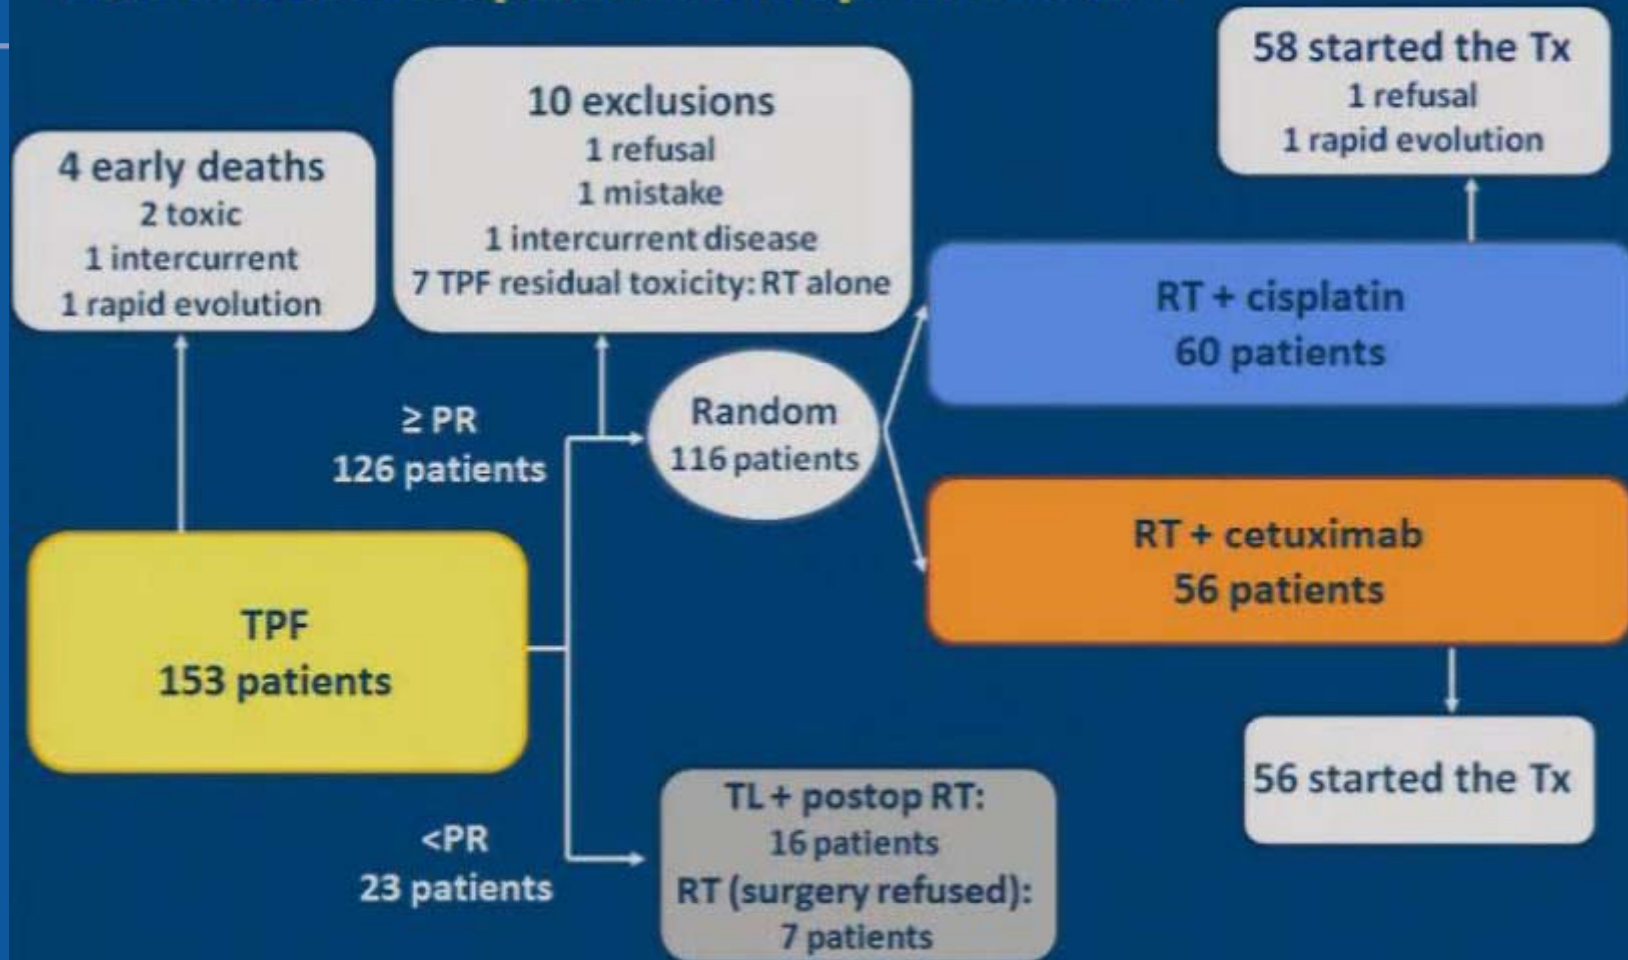 4 early deaths
2 toxic
1 intercurrent
1 rapid evolution
10 exclusions
1 refusal
1 mistake
1 intercurrent disease
7 TPF residual toxicity: RT alone
58 started the Tx
1 refusal
1 rapid evolution
RT + cisplatin
60 patients
≥ PR
126 patients
Random
116 patients
RT + cetuximab
56 patients
TPF
153 patients
56 started the Tx
<PR
23 patients
TL + postop RT:
16 patients
RT (surgery refused):
7 patients